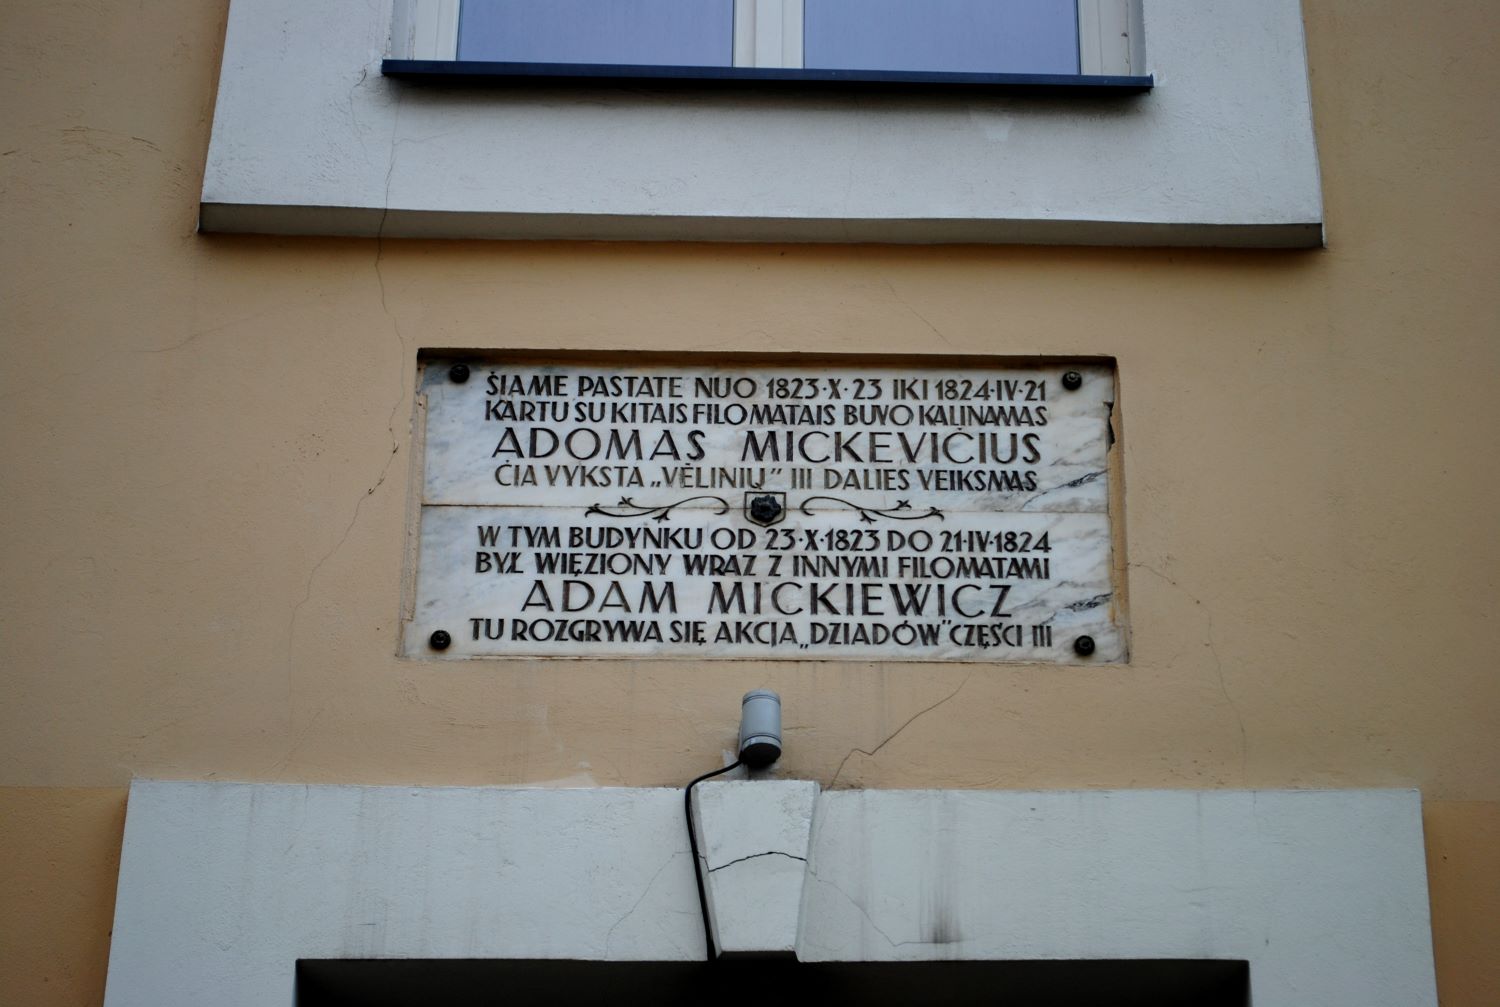 ŠIAME PASTATE NUO 1823·X·23 IKI 1824·IV·21
KARTU SU KITAIS FILOMATAIS BUVO KALINAMAS
ADOMAS MICKEVIČIUS
ČIA VYKSTA „VĖLINIŲ” III DALIES VEIKSMAS
W TYM BUDYNKU OD 23·X·1823 DO 21·IV·1824
BYŁ WIĘZIONY WRAZ Z INNYMI FILOMATAMI
ADAM MICKIEWICZ
TU ROZGRYWA SIĘ AKCJA „DZIADÓW” CZĘŚCI III